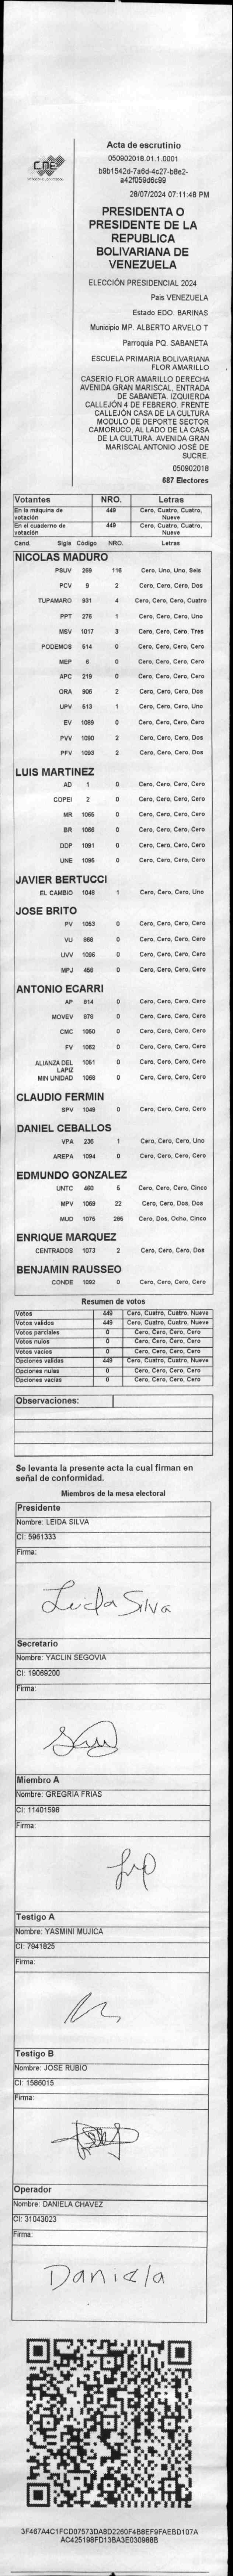 CNE
Acta de escrutinio
050902018.01.1.0001
b9b1542d-7a6d-4c27-b8e2-
a42f059d6c99
28/07/2024 07:11:48 PM
PRESIDENTA O
PRESIDENTE DE LA
REPUBLICA
BOLIVARIANA DE
VENEZUELA
ELECCIÓN PRESIDENCIAL 2024
Pais VENEZUELA
Estado EDO. BARINAS
Municipio MP. ALBERTO ARVELO T
Parroquia PQ. SABANETA
ESCUELA PRIMARIA BOLIVARIANA
FLOR AMARILLO
CASERIO FLOR AMARILLO DERECHA
AVENIDA GRAN MARISCAL, ENTRADA
DE SABANETA. IZQUIERDA
CALLEJÓN 4 DE FEBRERO. FRENTE
CALLEJÓN CASA DE LA CULTURA
MODULO DE DEPORTE SECTOR
CAMORUCO, AL LADO DE LA CASA
DE LA CULTURA. AVENIDA GRAN
MARISCAL ANTONIO JOSÉ DE
SUCRE.
050902018
687 Electores
Votantes NRO. Letras
En la máquina de votación 449 Cero, Cuatro, Cuatro, Nueve
En el cuaderno de votación 449 Cero, Cuatro, Cuatro, Nueve
Cand. Sigla Código NRO. Letras
NICOLAS MADURO
PSUV 269 116 Cero, Uno, Uno, Seis
PCV 9 2 Cero, Cero, Cero, Dos
TUPAMARO 931 4 Cero, Cero, Cero, Cuatro
PPT 276 1 Cero, Cero, Cero, Uno
MSV 1017 3 Cero, Cero, Cero, Tres
PODEMOS 514 0 Cero, Cero, Cero, Cero
MEP 6 0 Cero, Cero, Cero, Cero
APC 219 0 Cero, Cero, Cero, Cero
ORA 906 2 Cero, Cero, Cero, Dos
UPV 513 1 Cero, Cero, Cero, Uno
EV 1089 0 Cero, Cero, Cero, Cero
PVV 1090 2 Cero, Cero, Cero, Dos
PFV 1093 2 Cero, Cero, Cero, Dos
LUIS MARTINEZ
AD 1 0 Cero, Cero, Cero, Cero
COPEI 2 0 Cero, Cero, Cero, Cero
MR 1065 0 Cero, Cero, Cero, Cero
BR 1066 0 Cero, Cero, Cero, Cero
DDP 1091 0 Cero, Cero, Cero, Cero
UNE 1095 0 Cero, Cero, Cero, Cero
JAVIER BERTUCCI
EL CAMBIO 1048 1 Cero, Cero, Cero, Uno
JOSE BRITO
PV 1053 0 Cero, Cero, Cero, Cero
VU 868 0 Cero, Cero, Cero, Cero
UVV 1096 0 Cero, Cero, Cero, Cero
MPJ 458 0 Cero, Cero, Cero, Cero
ANTONIO ECARRI
AP 914 0 Cero, Cero, Cero, Cero
MOVEV 979 0 Cero, Cero, Cero, Cero
CMC 1050 0 Cero, Cero, Cero, Cero
FV 1062 0 Cero, Cero, Cero, Cero
ALIANZA DEL LAPIZ 1051 0 Cero, Cero, Cero, Cero
MIN UNIDAD 1068 0 Cero, Cero, Cero, Cero
CLAUDIO FERMIN
SPV 1049 0 Cero, Cero, Cero, Cero
DANIEL CEBALLOS
VPA 236 1 Cero, Cero, Cero, Uno
AREPA 1094 0 Cero, Cero, Cero, Cero
EDMUNDO GONZALEZ
UNTC 460 5 Cero, Cero, Cero, Cinco
MPV 1069 22 Cero, Cero, Dos, Dos
MUD 1075 285 Cero, Dos, Ocho, Cinco
ENRIQUE MARQUEZ
CENTRADOS 1073 2 Cero, Cero, Cero, Dos
BENJAMIN RAUSSEO
CONDE 1092 0 Cero, Cero, Cero, Cero
Resumen de votos
Votos 449 Cero, Cuatro, Cuatro, Nueve
Votos validos 449 Cero, Cuatro, Cuatro, Nueve
Votos parciales 0 Cero, Cero, Cero, Cero
Votos nulos 0 Cero, Cero, Cero, Cero
Votos vacios 0 Cero, Cero, Cero, Cero
Opciones validas 449 Cero, Cuatro, Cuatro, Nueve
Opciones nulas 0 Cero, Cero, Cero, Cero
Opciones vacias 0 Cero, Cero, Cero, Cero
Observaciones:
Se levanta la presente acta la cual firman en
señal de conformidad.
Miembros de la mesa electoral
Presidente
Nombre: LEIDA SILVA
CI: 5961333
Firma:
Leida Silva
Secretario
Nombre: YACLIN SEGOVIA
CI: 19069200
Firma:
Miembro A
Nombre: GREGRIA FRIAS
CI: 11401598
Firma:
Testigo A
Nombre: YASMINI MUJICA
CI: 7941825
Firma:
Testigo B
Nombre: JOSE RUBIO
CI: 1586015
Firma:
Operador
Nombre: DANIELA CHAVEZ
CI: 31043023
Firma:
Daniela
3F467A4C1FCD07573DA8D2260F4B8EF9FAEBD107A
AC425198FD13BA3E030988B